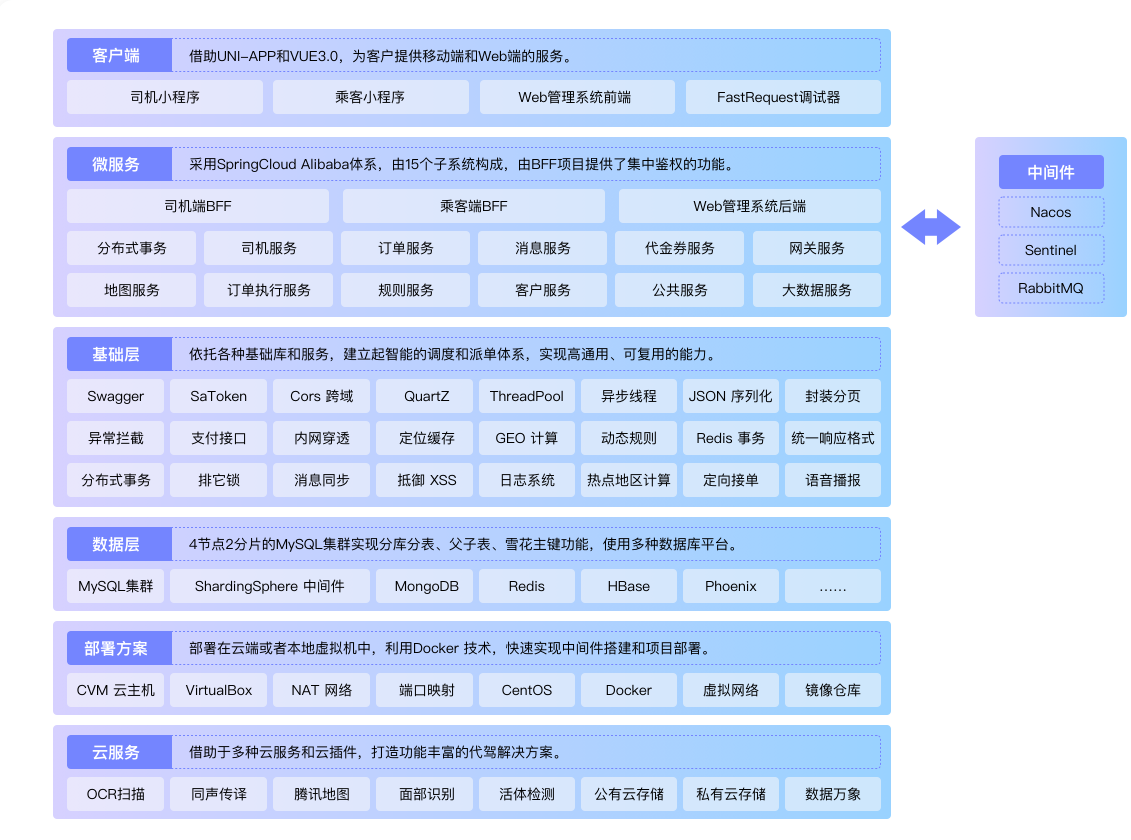 客户端 借助UNI-APP和VUE3.0，为客户提供移动端和Web端的服务。
司机小程序 乘客小程序 Web管理系统前端 FastRequest调试器
微服务 采用SpringCloud Alibaba体系，由15个子系统构成，由BFF项目提供了集中鉴权的功能。
司机端BFF 乘客端BFF Web管理系统后端
分布式事务 司机服务 订单服务 消息服务 代金券服务 网关服务
地图服务 订单执行服务 规则服务 客户服务 公共服务 大数据服务
中间件
Nacos
Sentinel
RabbitMQ
基础层 依托各种基础库和服务，建立起智能的调度和派单体系，实现高通用、可复用的能力。
Swagger SaToken Cors 跨域 QuartZ ThreadPool 异步线程 JSON 序列化 封装分页
异常拦截 支付接口 内网穿透 定位缓存 GEO 计算 动态规则 Redis 事务 统一响应格式
分布式事务 排它锁 消息同步 抵御 XSS 日志系统 热点地区计算 定向接单 语音播报
数据层 4节点2分片的MySQL集群实现分库分表、父子表、雪花主键功能，使用多种数据库平台。
MySQL集群 ShardingSphere 中间件 MongoDB Redis HBase Phoenix ……
部署方案 部署在云端或者本地虚拟机中，利用Docker 技术，快速实现中间件搭建和项目部署。
CVM 云主机 VirtualBox NAT 网络 端口映射 CentOS Docker 虚拟网络 镜像仓库
云服务 借助于多种云服务和云插件，打造功能丰富的代驾解决方案。
OCR扫描 同声传译 腾讯地图 面部识别 活体检测 公有云存储 私有云存储 数据万象